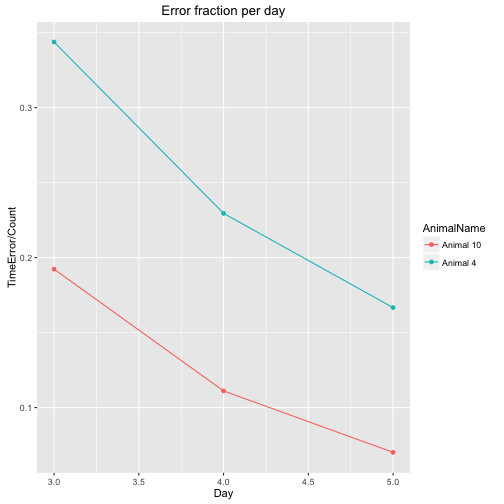 Error fraction per day
TimeError/Count
0.3
0.2
0.1
3.0 3.5 4.0 4.5 5.0
Day
AnimalName
Animal 10
Animal 4